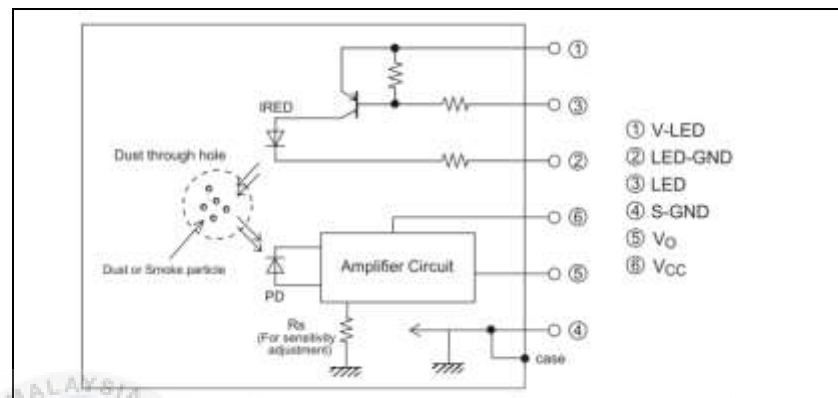 ①
IRED
③
Dust through hole
②
⑥
Dust or Smoke particle
Amplifier Circuit
⑤
PD
Rs
(For sensitivity
adjustment)
④
case
① V-LED
② LED-GND
③ LED
④ S-GND
⑤ VO
⑥ VCC
MALAYSIA